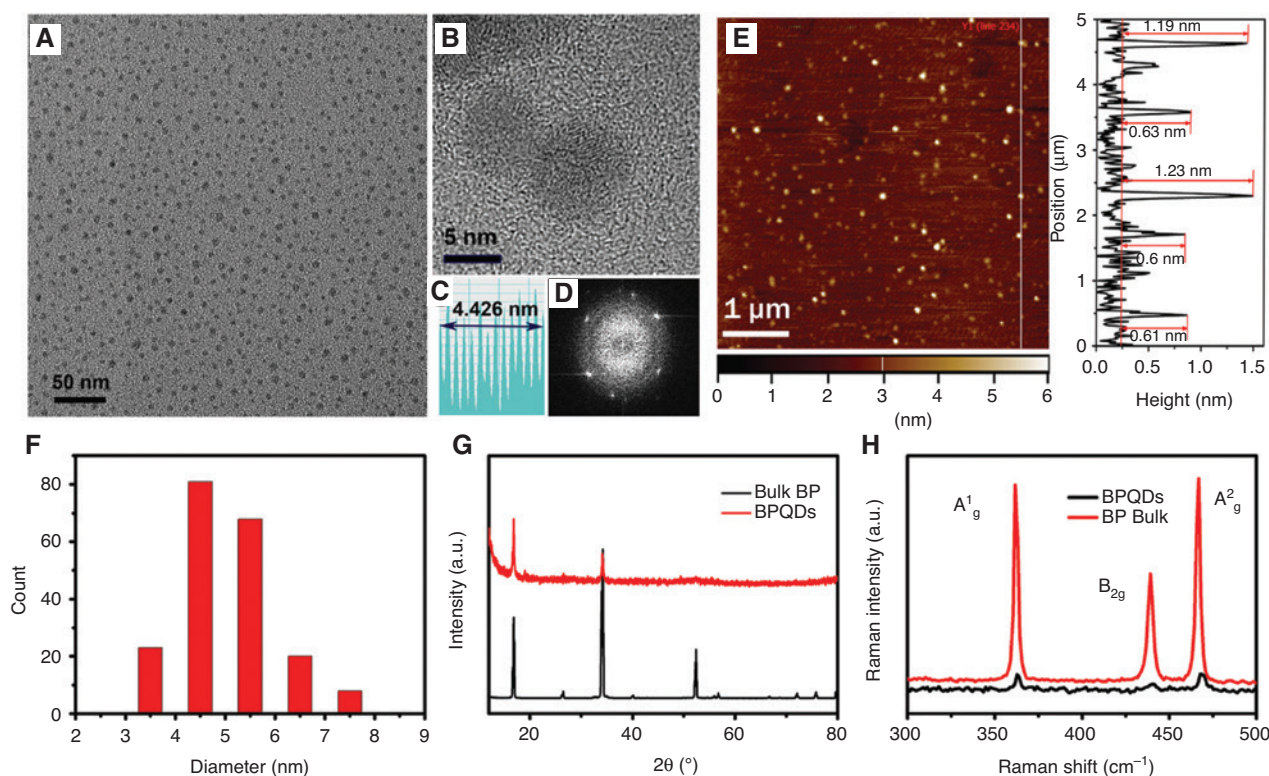 A
50 nm
B
5 nm
C
4.426 nm
D
E
1 μm
0
1
2
3
4
5
6
(nm)
5
4
3
2
1
0
Position (μm)
1.19 nm
0.63 nm
1.23 nm
0.6 nm
0.61 nm
0.0
0.5
1.0
1.5
Height (nm)
F
80
60
40
20
0
Count
2
3
4
5
6
7
8
9
Diameter (nm)
G
Intensity (a.u.)
Bulk BP
BPQDs
20
40
60
80
2θ (°)
H
Raman intensity (a.u.)
A¹g
B₂g
A²g
BPQDs
BP Bulk
300
350
400
450
500
Raman shift (cm⁻¹)